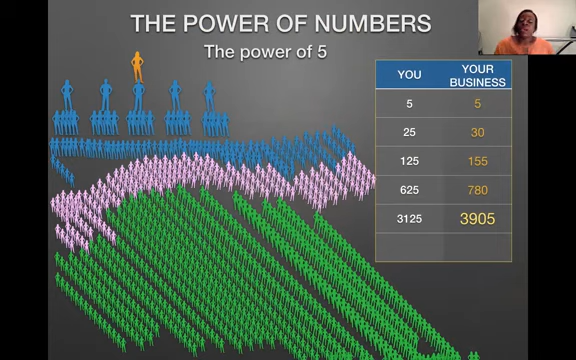 THE POWER OF NUMBERS
The power of 5
YOU YOUR BUSINESS
5 5
25 30
125 155
625 780
3125 3905